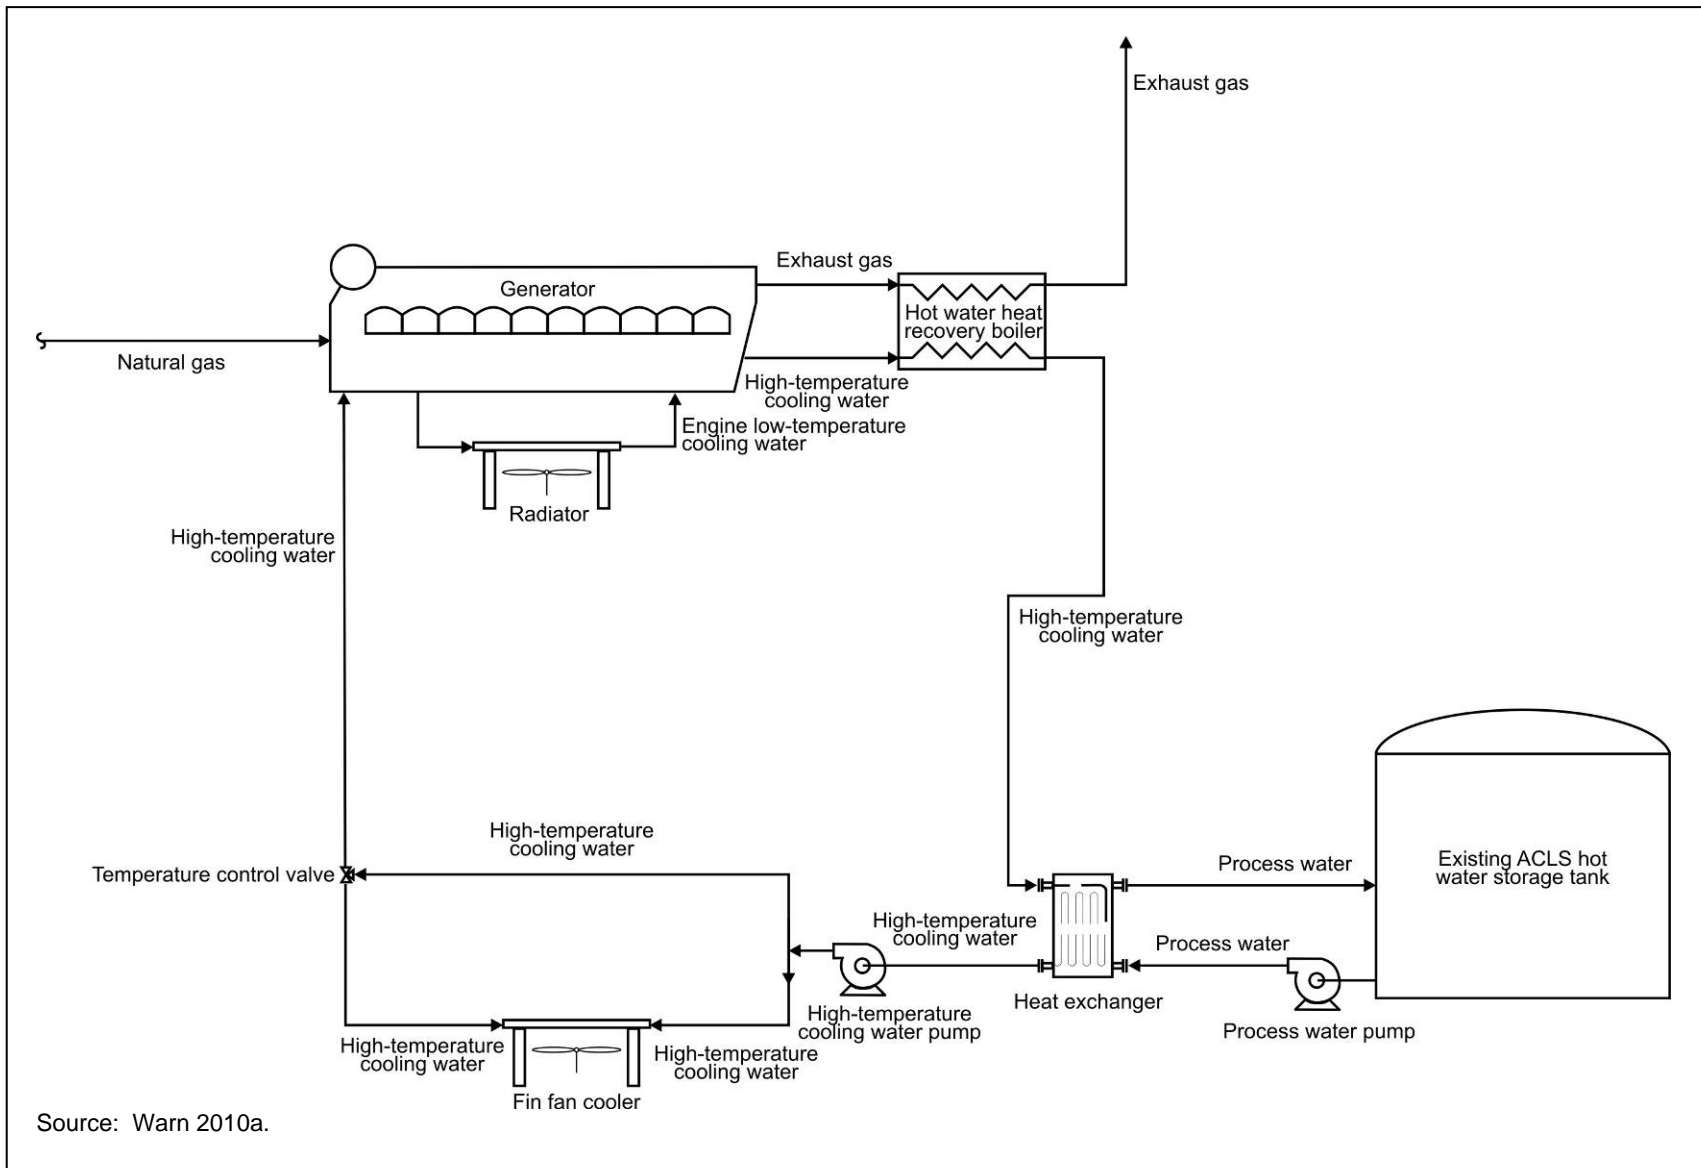 Exhaust gas
Exhaust gas
Generator
Hot water heat
recovery boiler
Natural gas
High-temperature
cooling water
Engine low-temperature
cooling water
Radiator
High-temperature
cooling water
High-temperature
cooling water
High-temperature
cooling water
Temperature control valve
Process water
Existing ACLS hot
water storage tank
High-temperature
cooling water
Process water
Heat exchanger
High-temperature
cooling water pump
Process water pump
High-temperature
cooling water
High-temperature
cooling water
Fin fan cooler
Source: Warn 2010a.